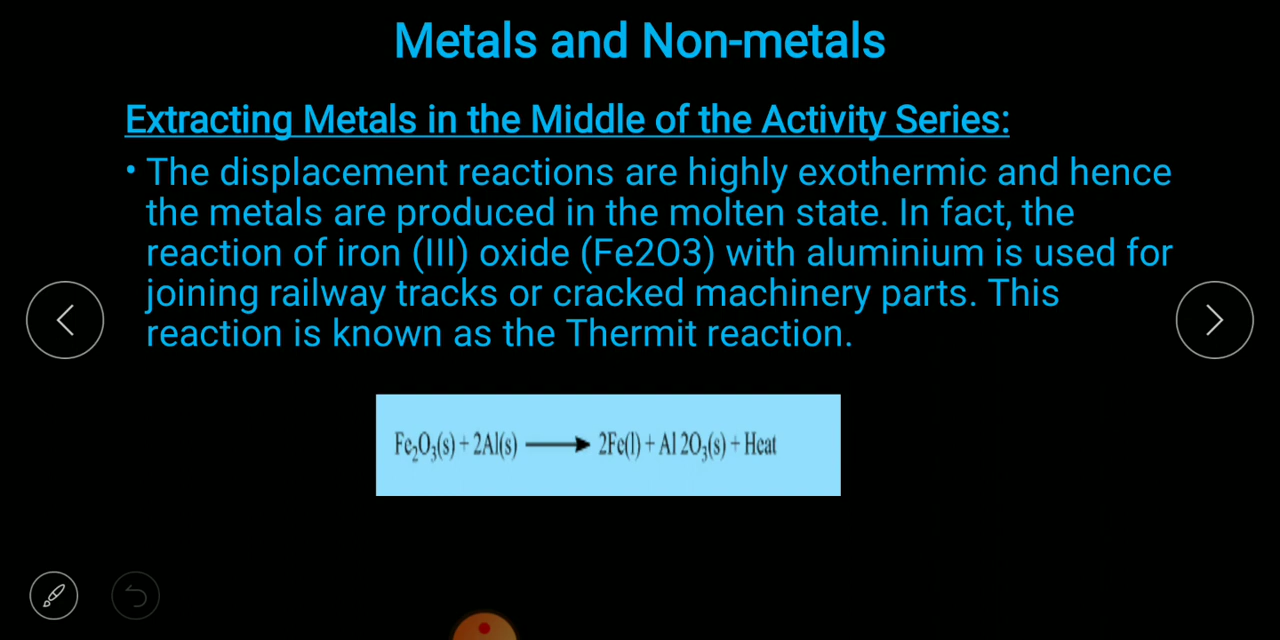 Metals and Non-metals
Extracting Metals in the Middle of the Activity Series:
• The displacement reactions are highly exothermic and hence
the metals are produced in the molten state. In fact, the
reaction of iron (III) oxide (Fe2O3) with aluminium is used for
joining railway tracks or cracked machinery parts. This
reaction is known as the Thermit reaction.
Fe₂O₃(s) + 2Al(s) ⟶ 2Fe(l) + Al 2O₃(s) + Heat